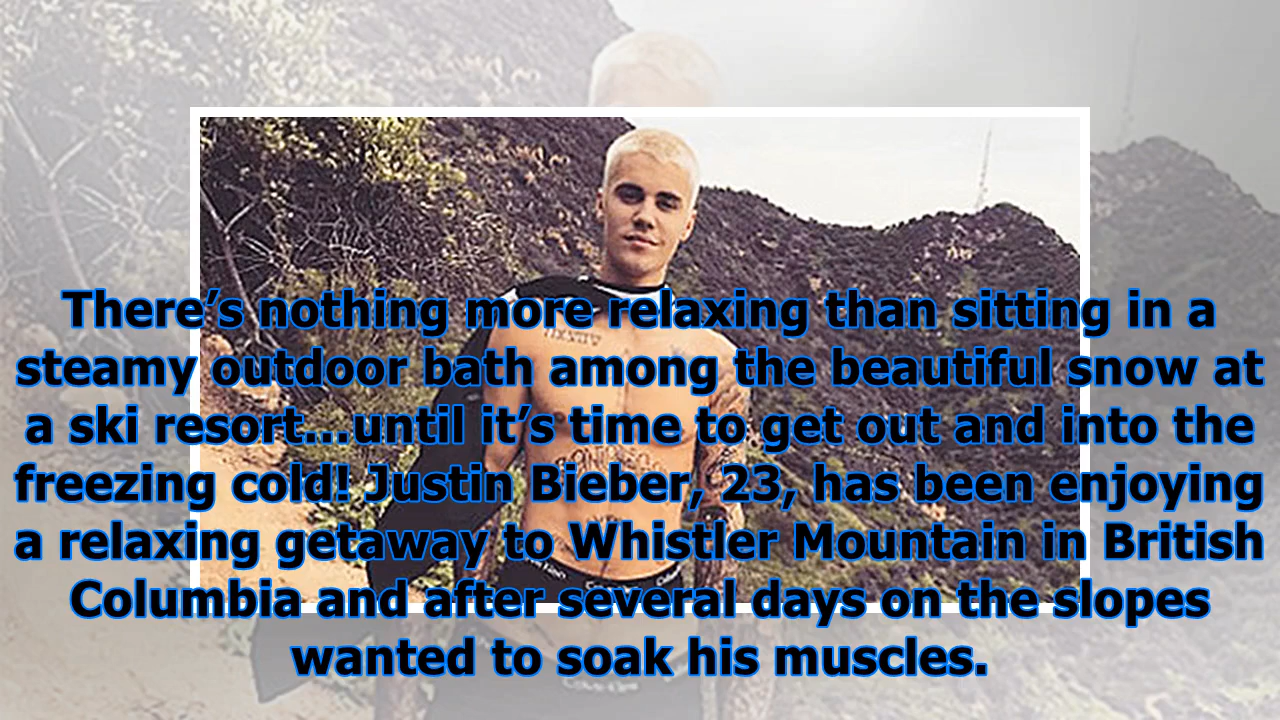 There’s nothing more relaxing than sitting in a
steamy outdoor bath among the beautiful snow at
a ski resort...until it’s time to get out and into the
freezing cold! Justin Bieber, 23, has been enjoying
a relaxing getaway to Whistler Mountain in British
Columbia and after several days on the slopes
wanted to soak his muscles.